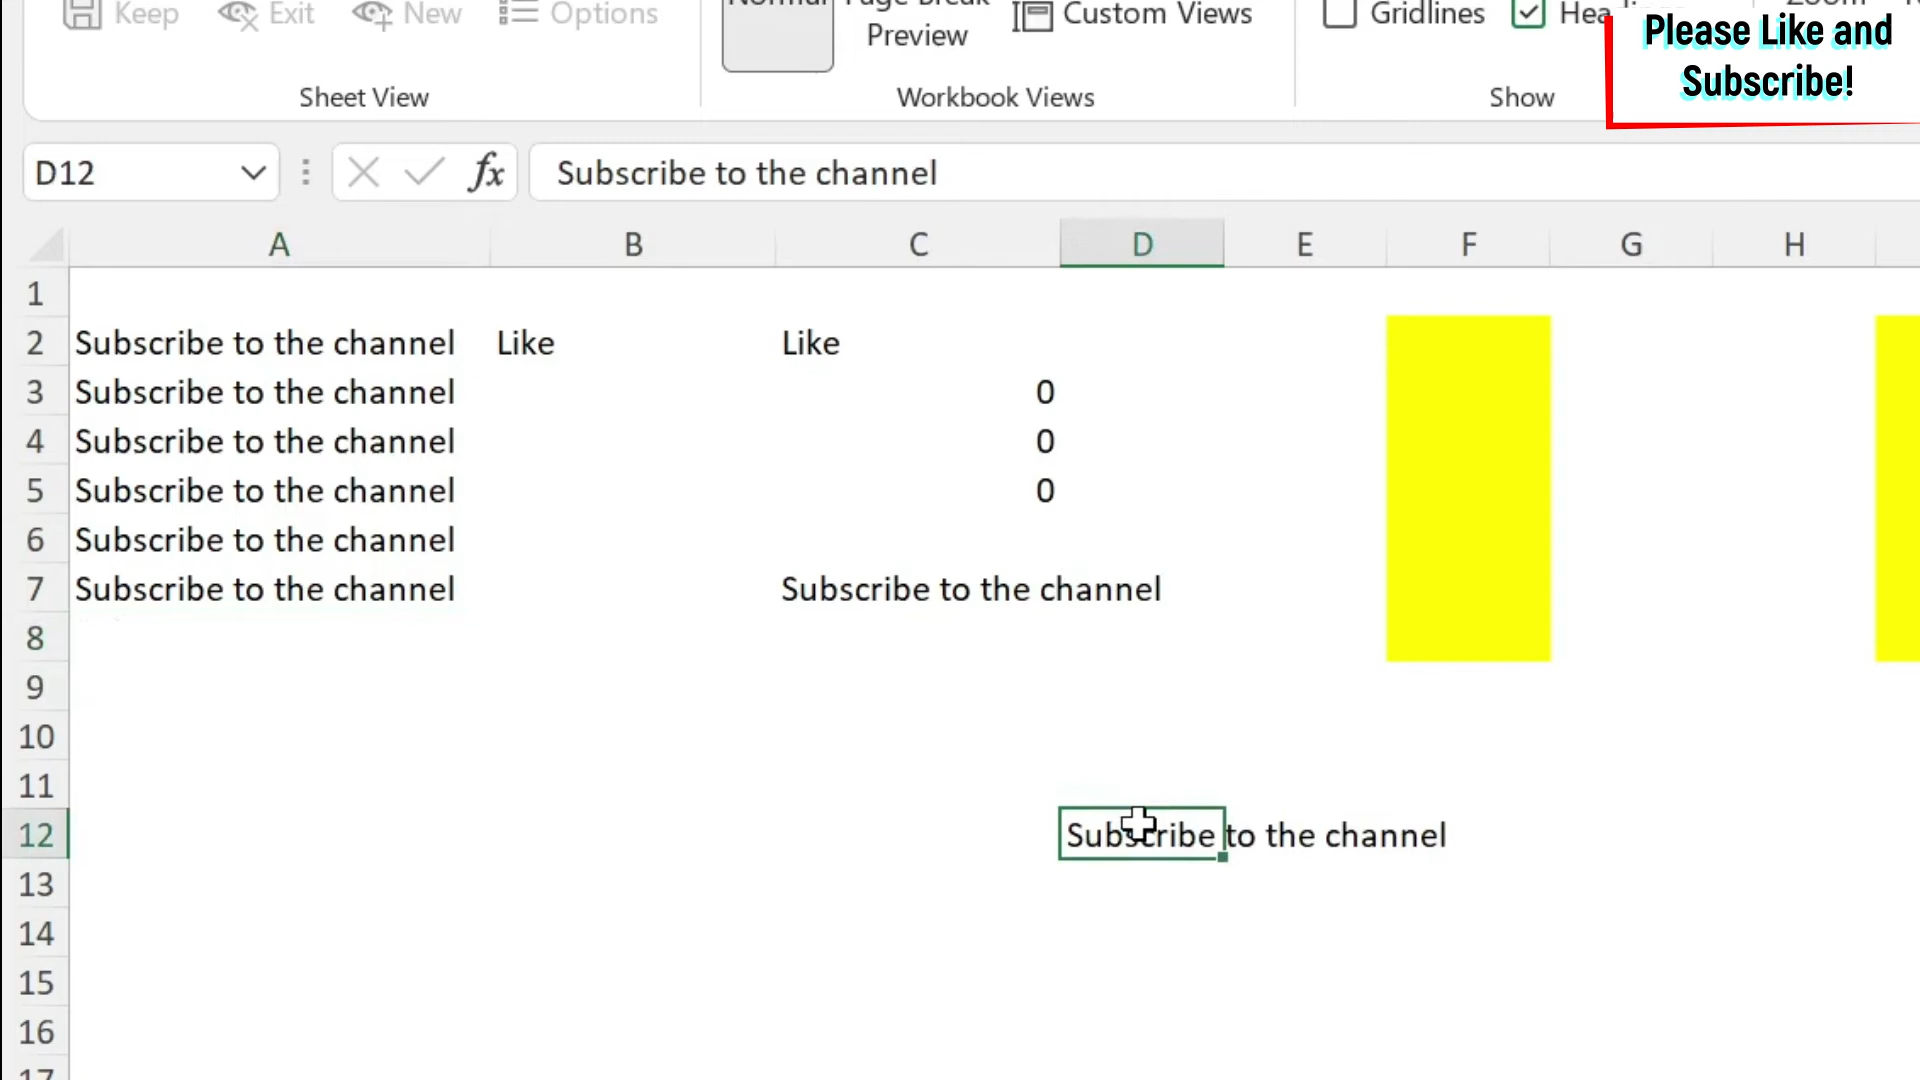 Keep Exit New Options
Normal Page Break Preview
Custom Views
Gridlines
Sheet View Workbook Views Show
Please Like and
Subscribe!
D12 fx Subscribe to the channel
A B C D E F G H
1
2 Subscribe to the channel Like Like
3 Subscribe to the channel 0
4 Subscribe to the channel 0
5 Subscribe to the channel 0
6 Subscribe to the channel
7 Subscribe to the channel Subscribe to the channel
8
9
10
11
12 Subscribe to the channel
13
14
15
16
17